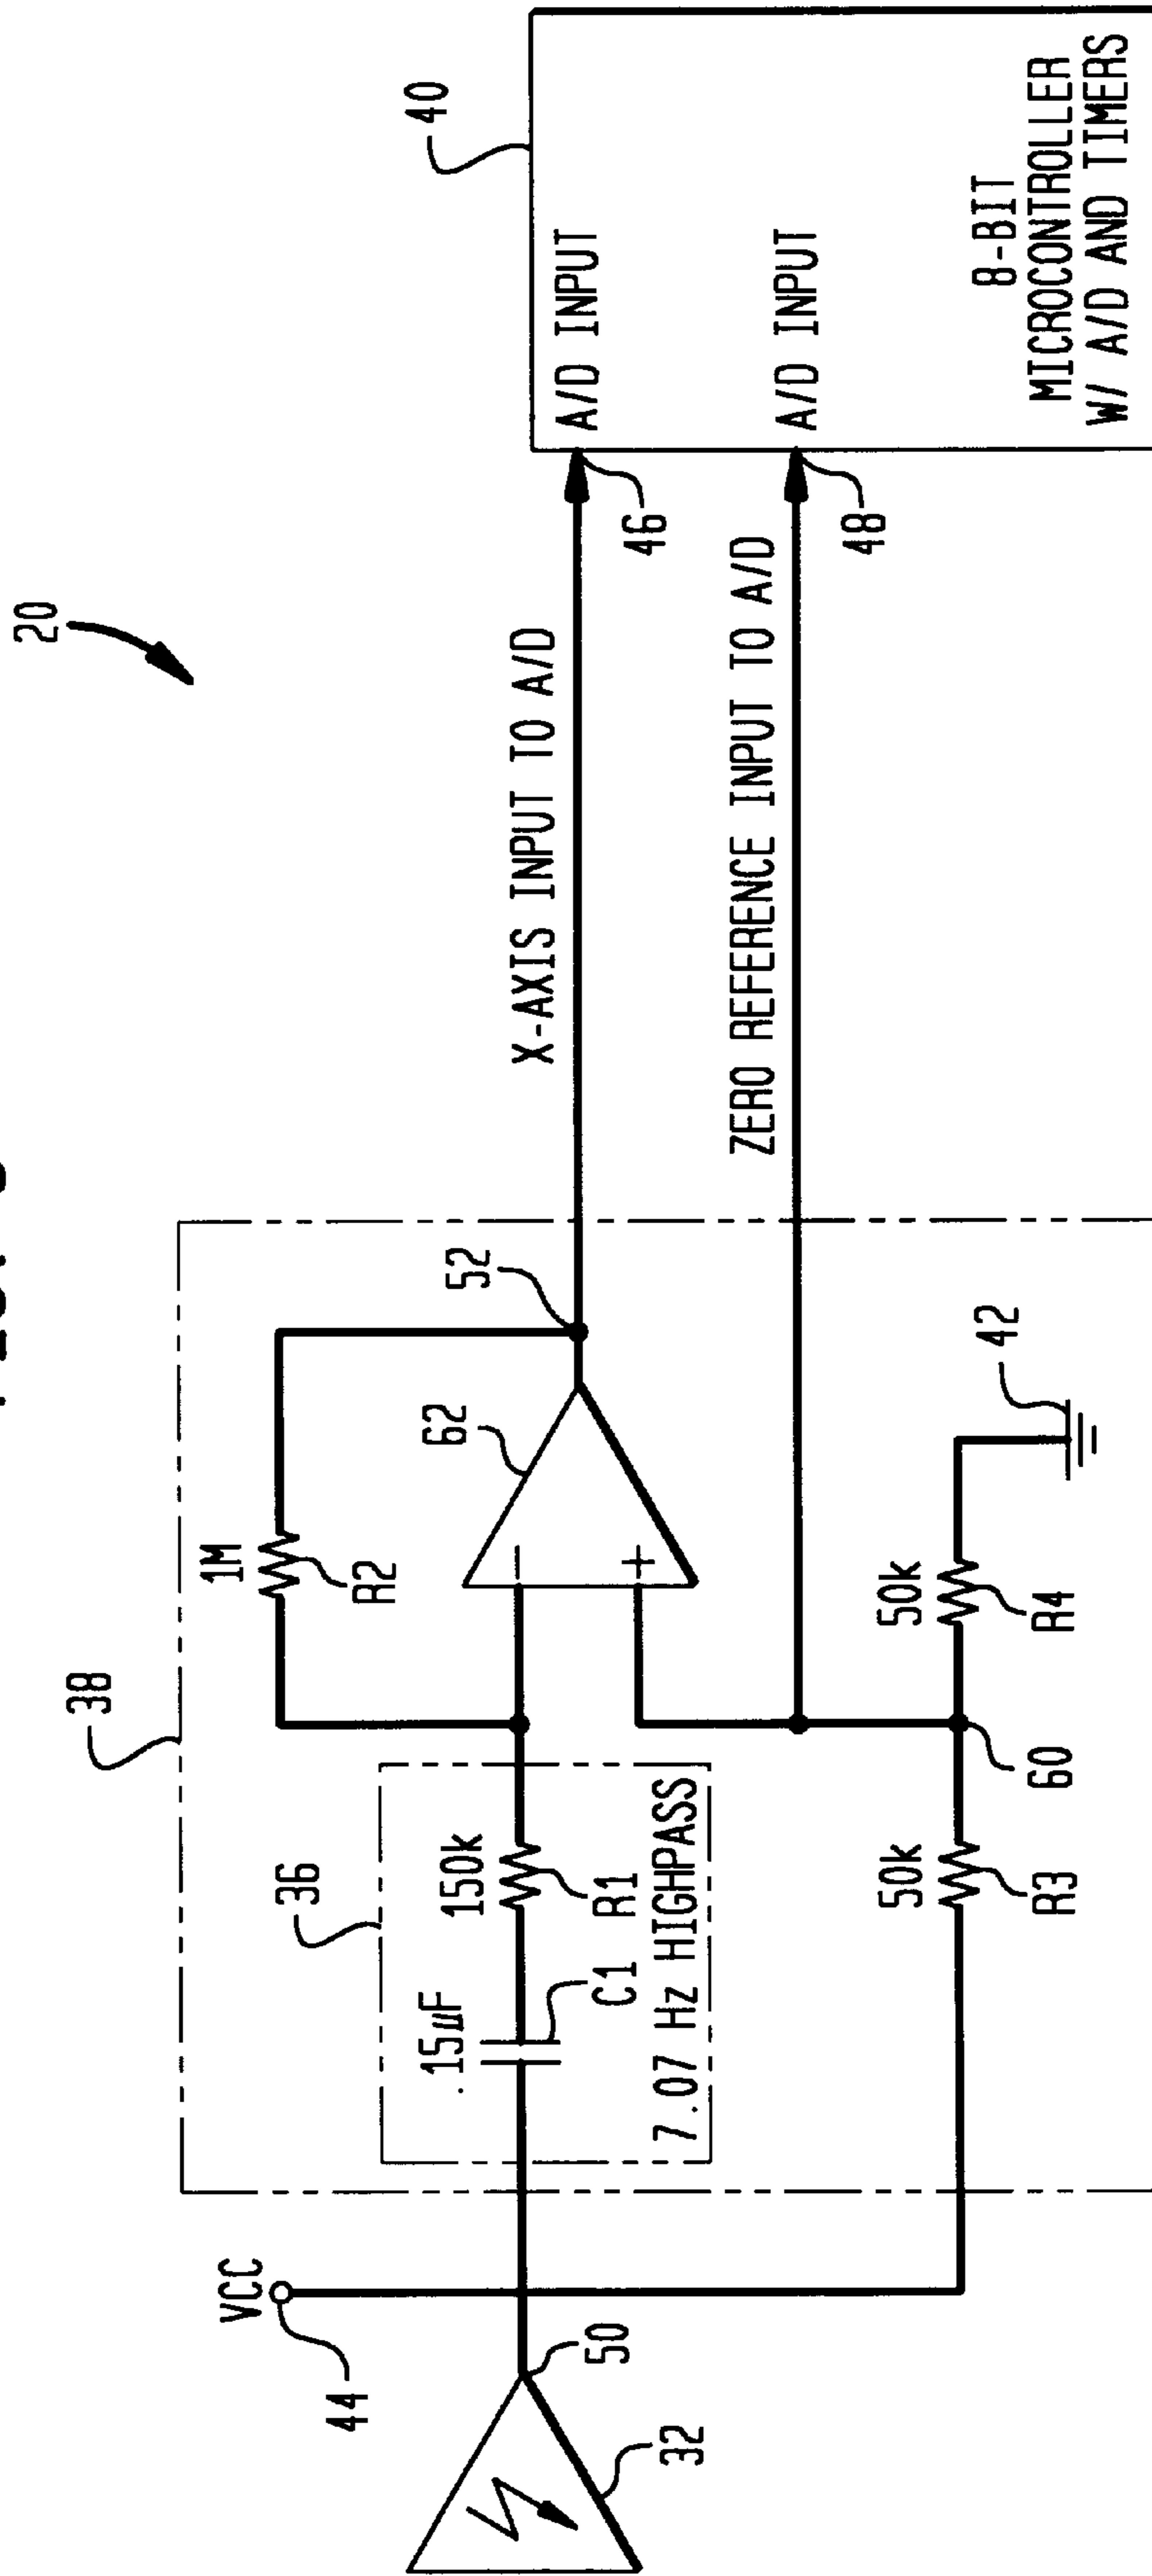 20
38
40
VCC
44
36
.15µF
150k
C1
R1
7.07 Hz HIGHPASS
1M
R2
62
52
X-AXIS INPUT TO A/D
46
A/D INPUT
ZERO REFERENCE INPUT TO A/D
48
A/D INPUT
8-BIT
MICROCONTROLLER
W/ A/D AND TIMERS
50
32
−
+
50k
R3
60
50k
R4
42